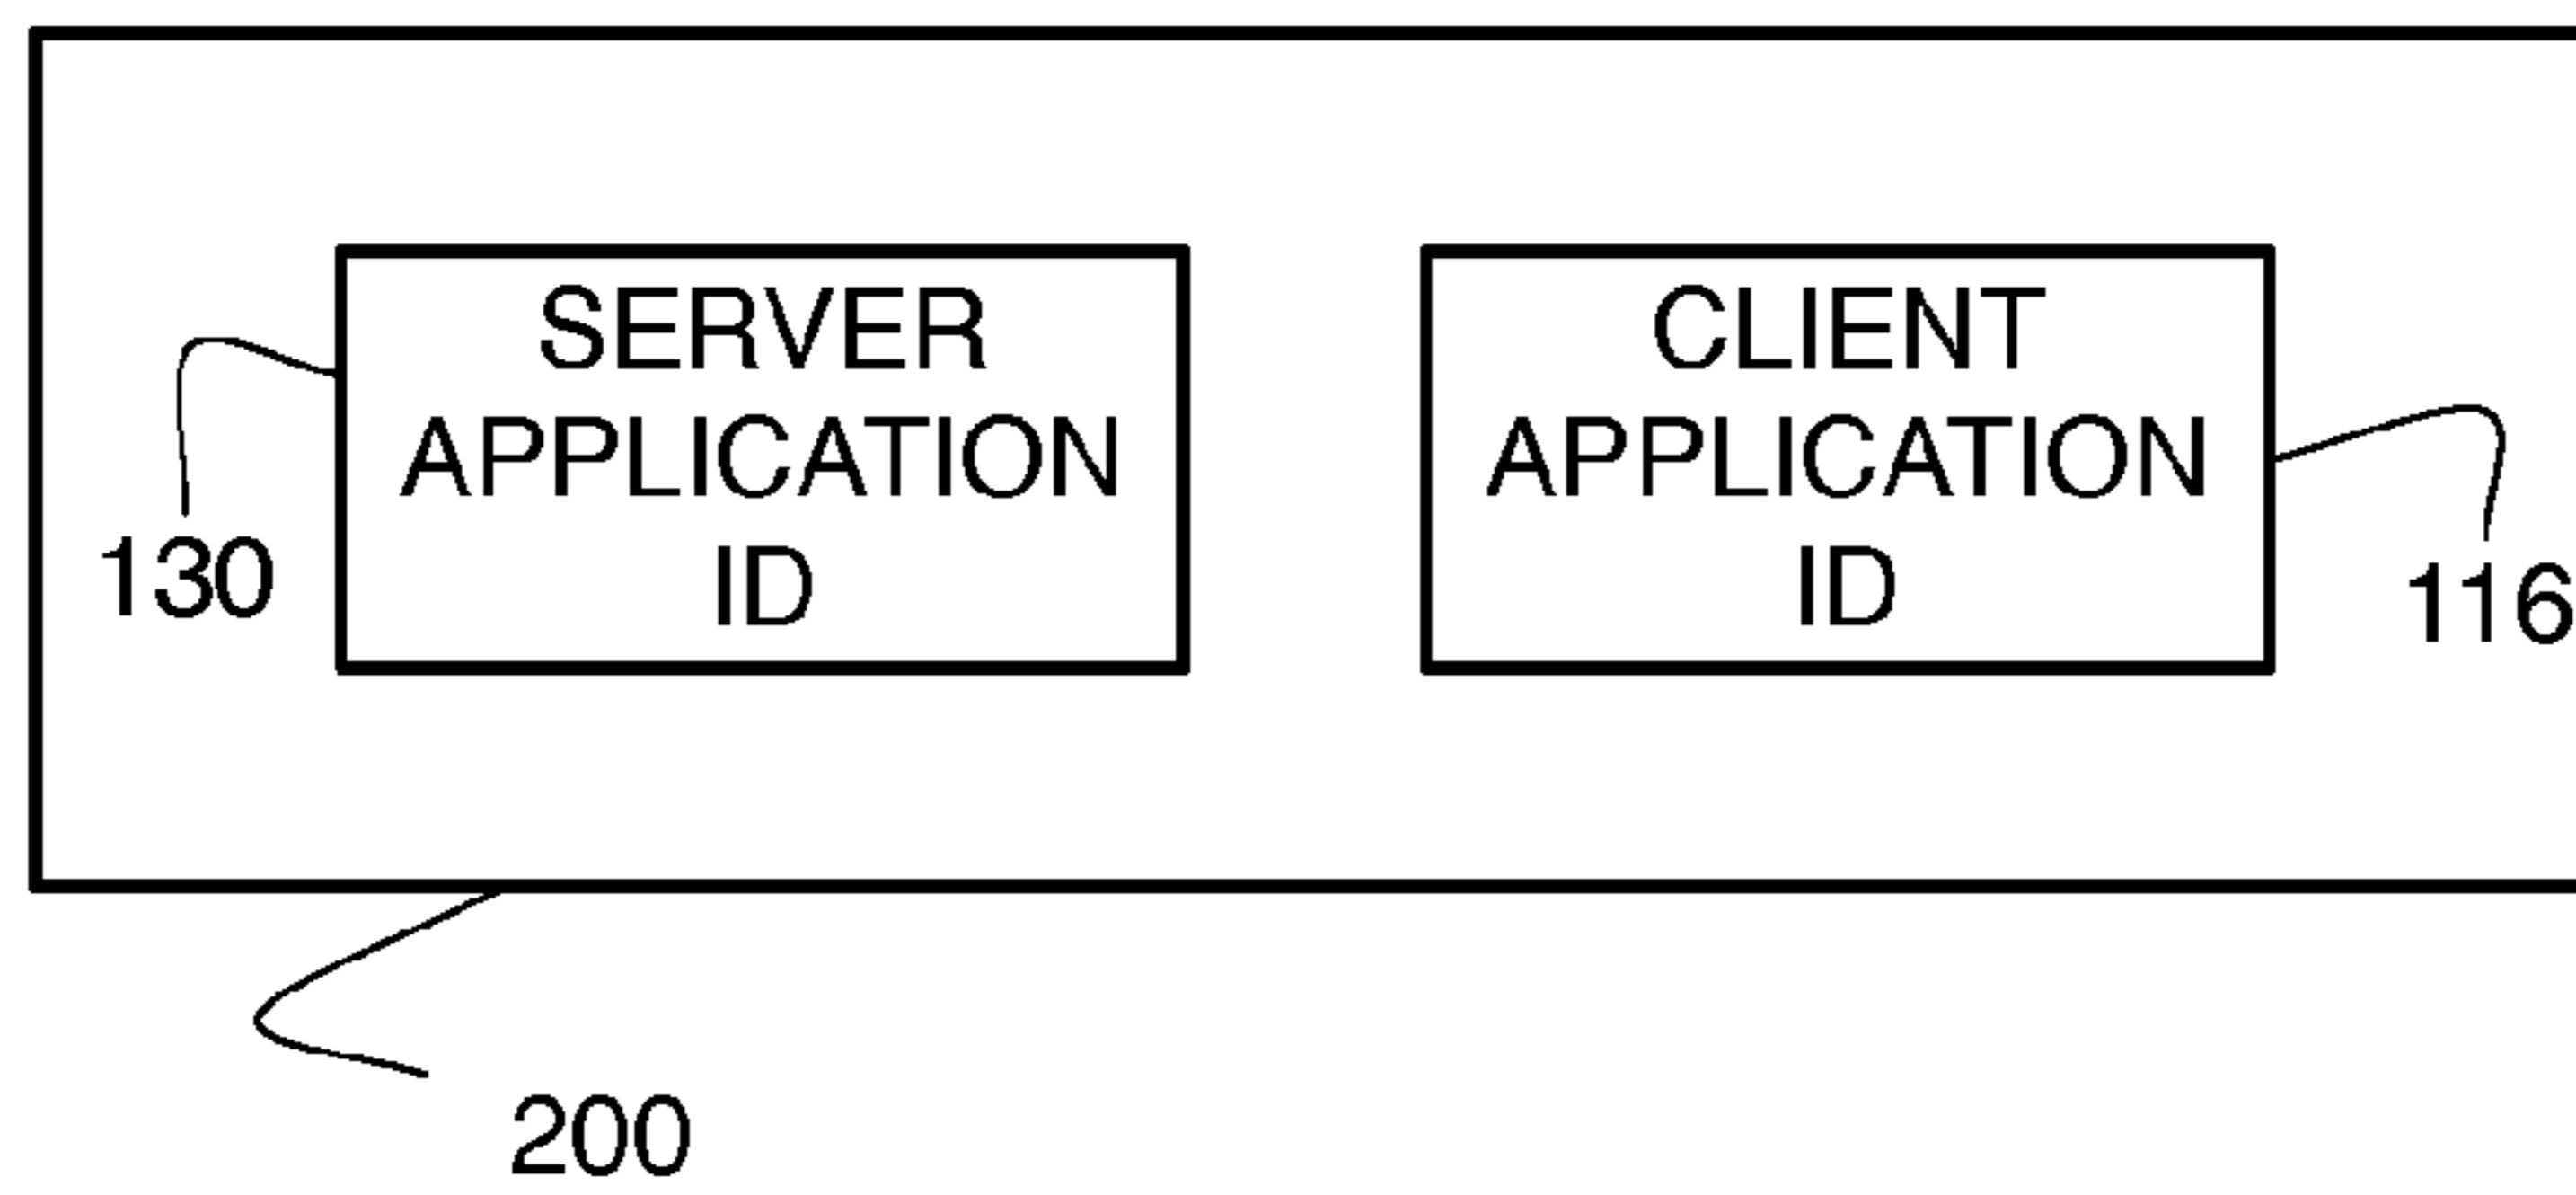 SERVER
APPLICATION
ID
130
CLIENT
APPLICATION
ID
116
200